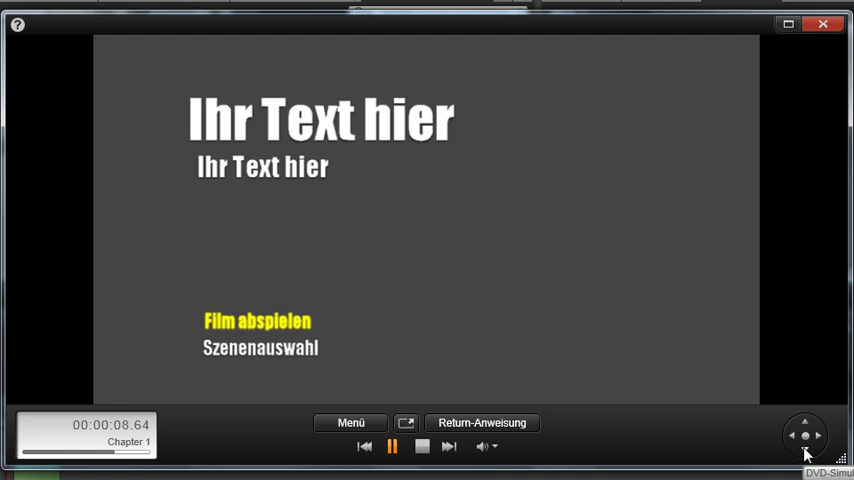 ?
Ihr Text hier
Ihr Text hier
Film abspielen
Szenenauswahl
00:00:08.64
Chapter 1
Menü
Return-Anweisung
DVD-Simul